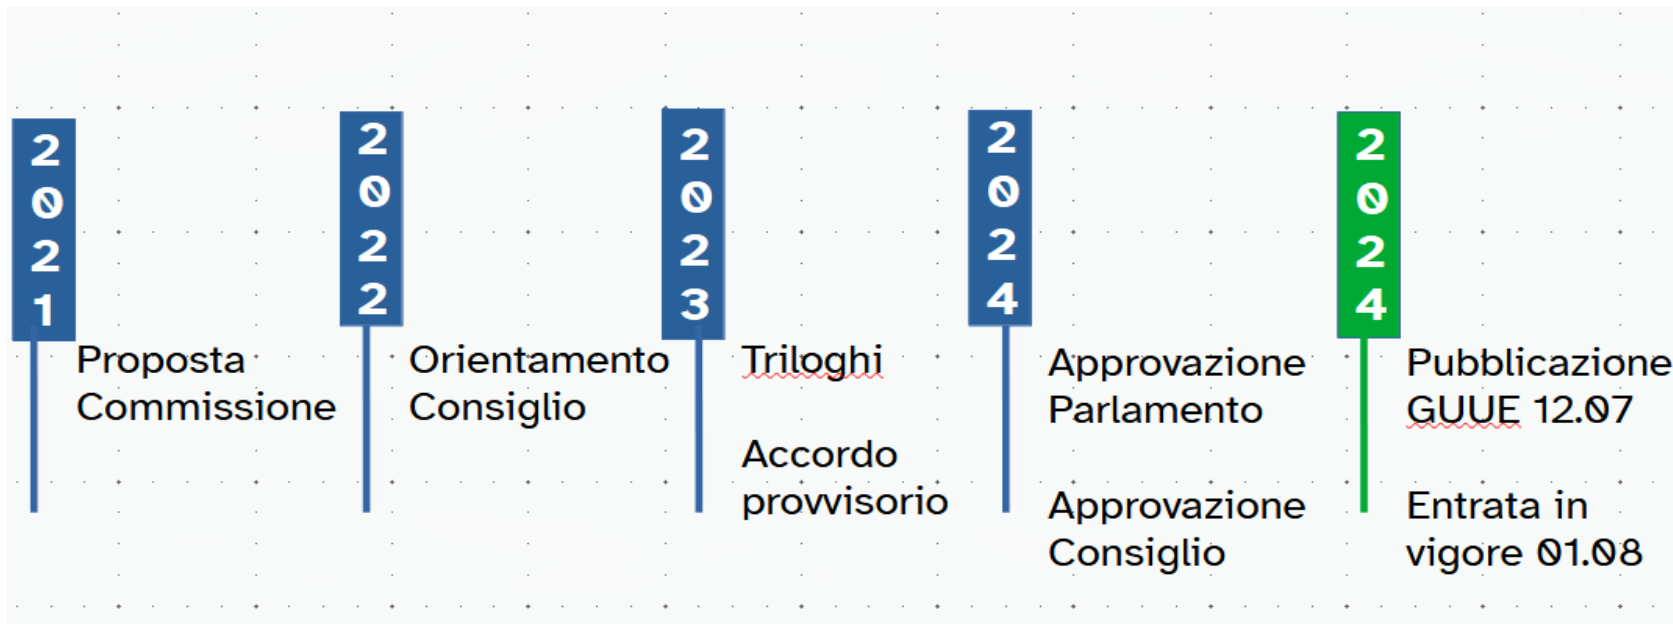 2021
Proposta
Commissione
2022
Orientamento
Consiglio
2023
Triloghi
Accordo
provvisorio
2024
Approvazione
Parlamento
Approvazione
Consiglio
2024
Pubblicazione
GUUE 12.07
Entrata in
vigore 01.08